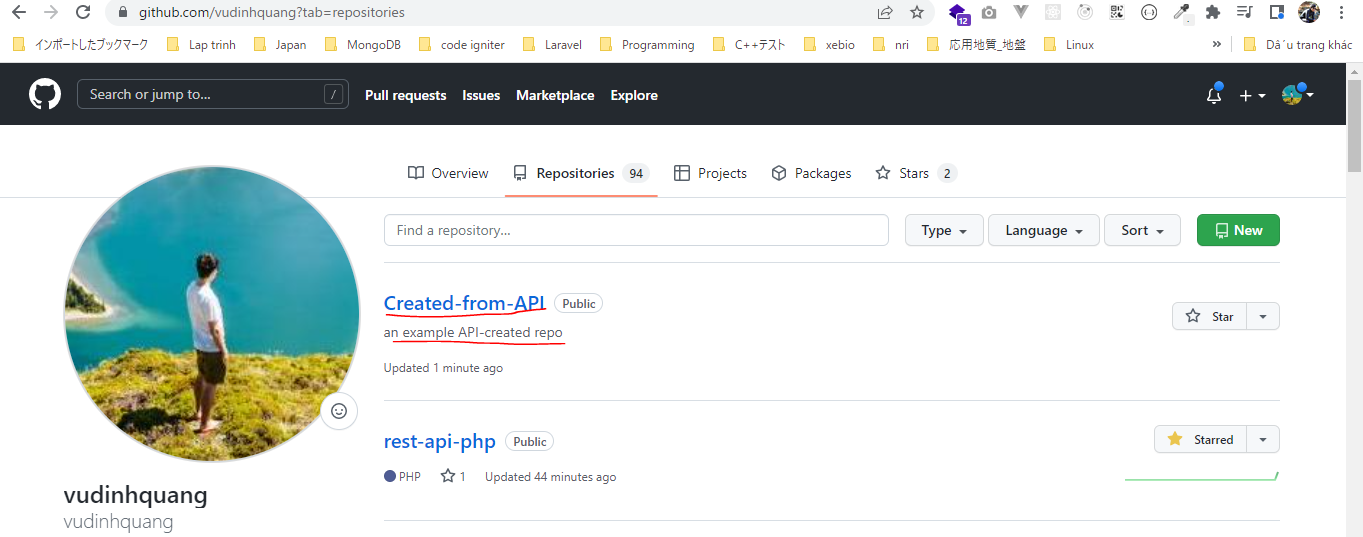 github.com/vudinhquang?tab=repositories
12
インポートしたブックマーク Lap trinh Japan MongoDB code igniter Laravel Programming C++テスト xebio nri 応用地質_地盤 Linux » Dấu trang khác
Search or jump to... / Pull requests Issues Marketplace Explore
Overview Repositories 94 Projects Packages Stars 2
Find a repository... Type Language Sort New
Created-from-API Public
Star
an example API-created repo
Updated 1 minute ago
rest-api-php Public
Starred
PHP 1 Updated 44 minutes ago
vudinhquang
vudinhquang